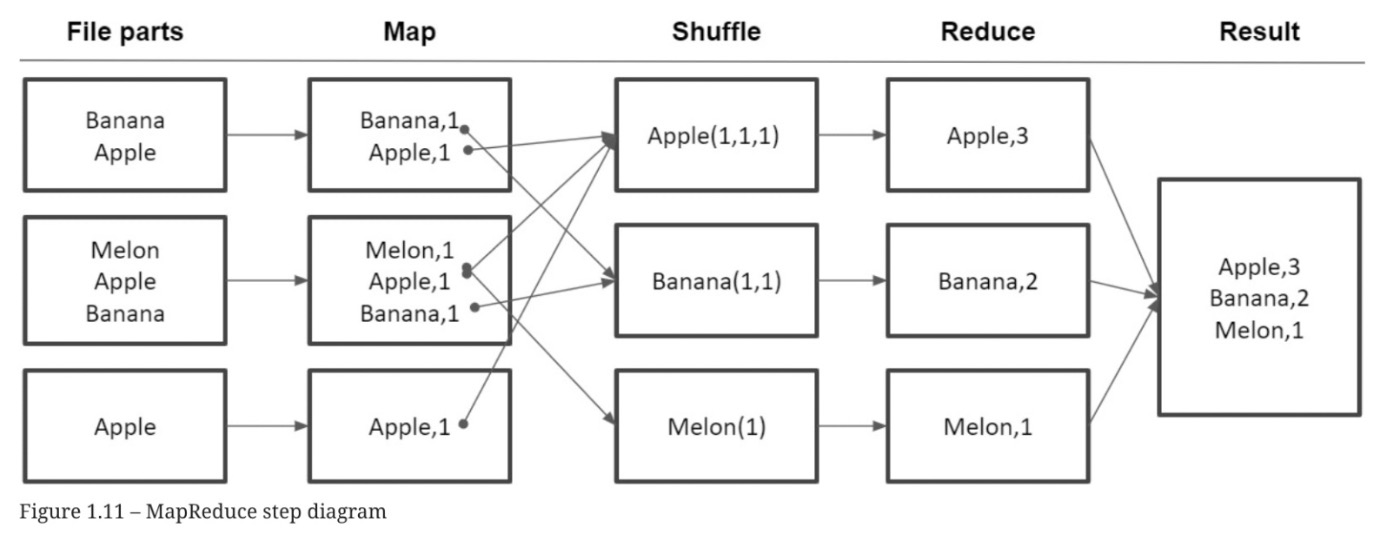 File parts
Map
Shuffle
Reduce
Result
Banana
Apple
Banana,1
Apple,1
Apple(1,1,1)
Apple,3
Melon
Apple
Banana
Melon,1
Apple,1
Banana,1
Banana(1,1)
Banana,2
Apple,3
Banana,2
Melon,1
Apple
Apple,1
Melon(1)
Melon,1
Figure 1.11 – MapReduce step diagram